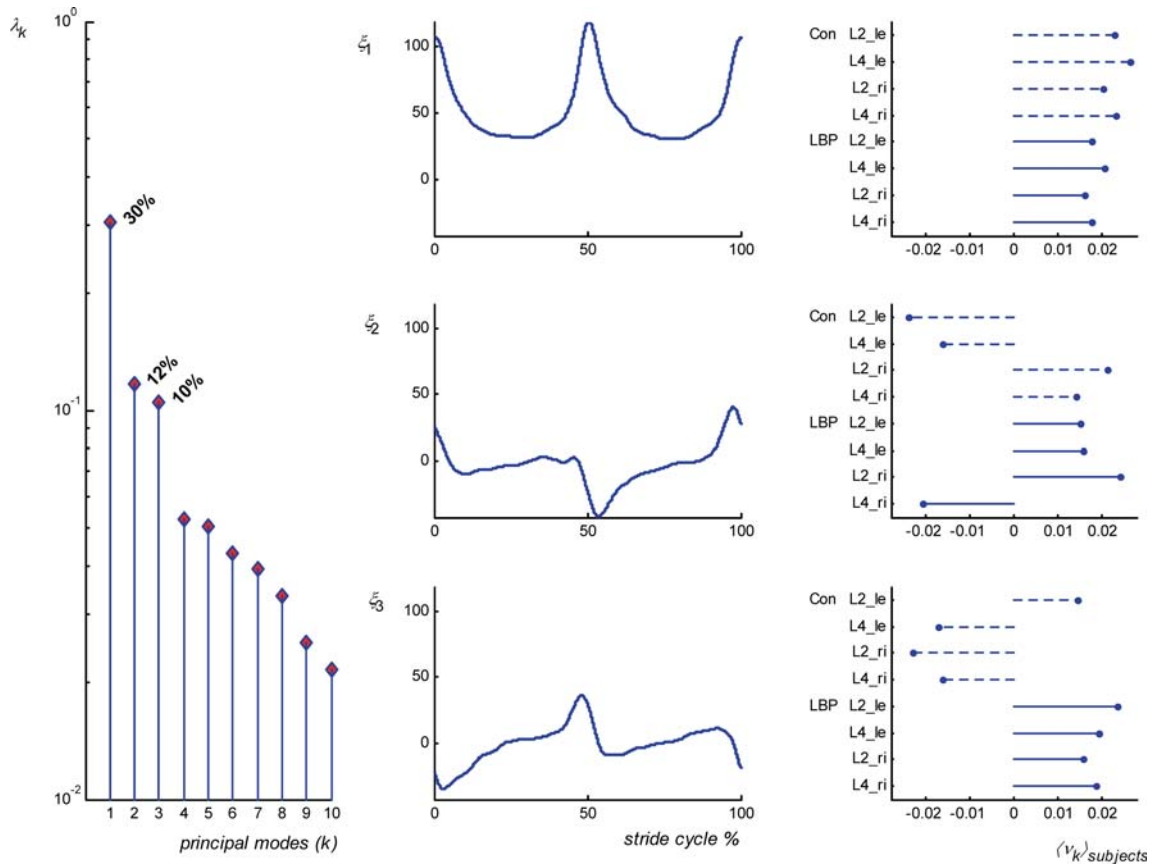 λk
10^0
10^-1
10^-2
30%
12%
10%
1 2 3 4 5 6 7 8 9 10
principal modes (k)
ξ1
100
50
0
0 50 100
Con L2_le
L4_le
L2_ri
L4_ri
LBP L2_le
L4_le
L2_ri
L4_ri
-0.02 -0.01 0 0.01 0.02
ξ2
100
50
0
0 50 100
Con L2_le
L4_le
L2_ri
L4_ri
LBP L2_le
L4_le
L2_ri
L4_ri
-0.02 -0.01 0 0.01 0.02
ξ3
100
50
0
0 50 100
stride cycle %
Con L2_le
L4_le
L2_ri
L4_ri
LBP L2_le
L4_le
L2_ri
L4_ri
-0.02 -0.01 0 0.01 0.02
⟨vk⟩subjects